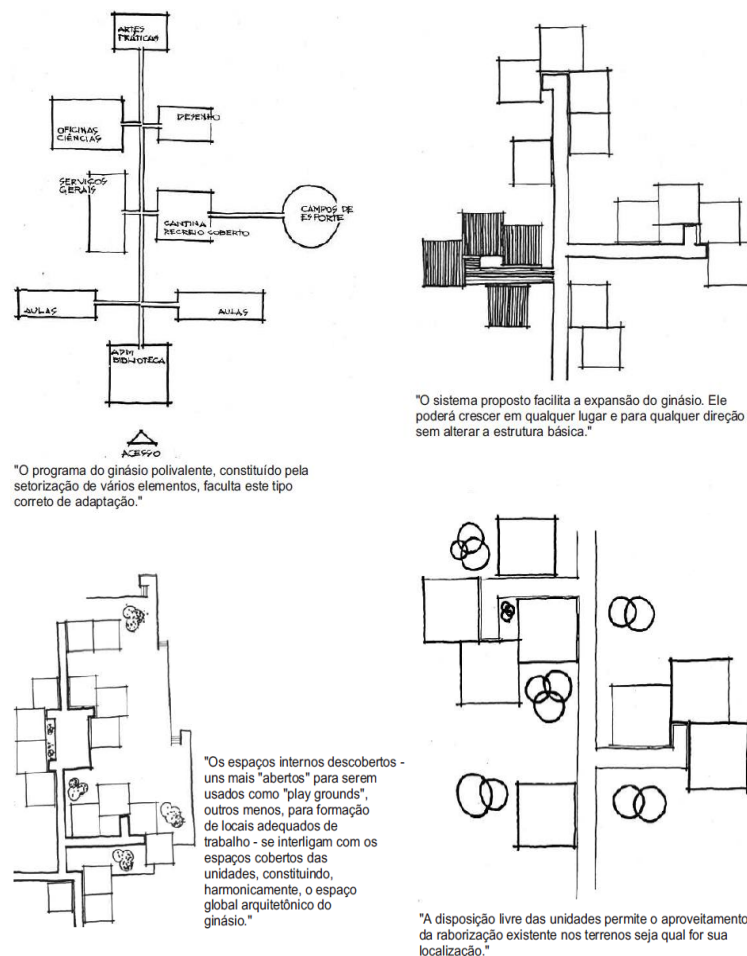 ARTES
PRÁTICAS
OFICINAS
CIÊNCIAS
DESENHO
SERVIÇOS
GERAIS
CANTINA
RECREIO COBERTO
CAMPOS DE
ESPORTE
AULAS
AULAS
ADM
BIBLIOTECA
ACESSO
"O programa do ginásio polivalente, constituído pela
setorização de vários elementos, faculta este tipo
correto de adaptação."
"O sistema proposto facilita a expansão do ginásio. Ele
poderá crescer em qualquer lugar e para qualquer direção
sem alterar a estrutura básica."
"Os espaços internos descobertos -
uns mais "abertos" para serem
usados como "play grounds",
outros menos, para formação
de locais adequados de
trabalho - se interligam com os
espaços cobertos das
unidades, constituindo,
harmonicamente, o espaço
global arquitetônico do
ginásio."
"A disposição livre das unidades permite o aproveitamento
da raborização existente nos terrenos seja qual for sua
localização."